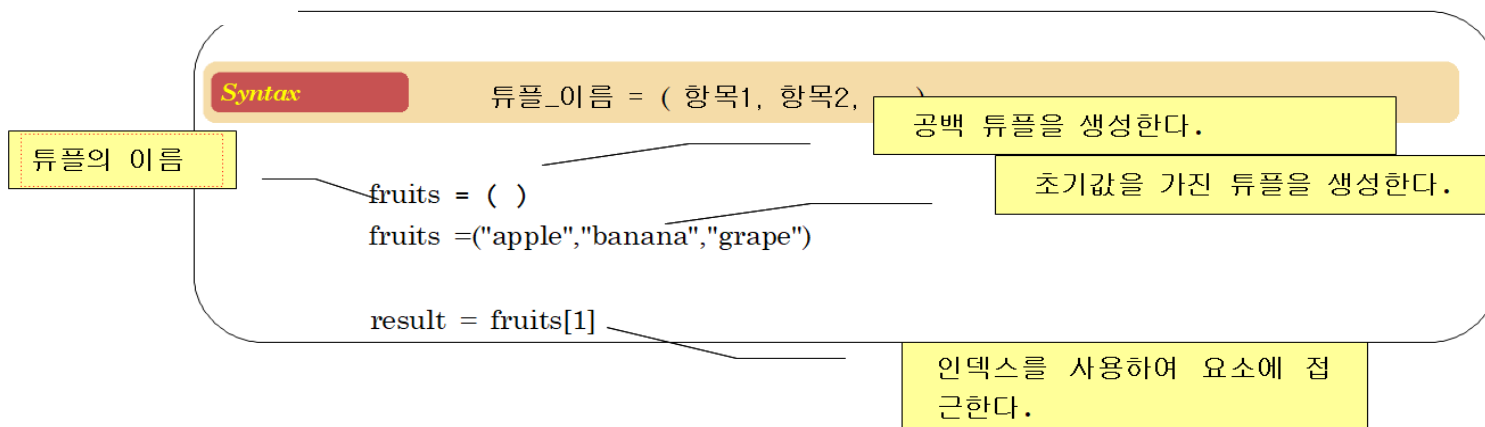 Syntax
튜플_이름 = ( 항목1, 항목2,
공백 튜플을 생성한다.
튜플의 이름
초기값을 가진 튜플을 생성한다.
fruits = ( )
fruits =("apple","banana","grape")
result = fruits[1]
인덱스를 사용하여 요소에 접
근한다.